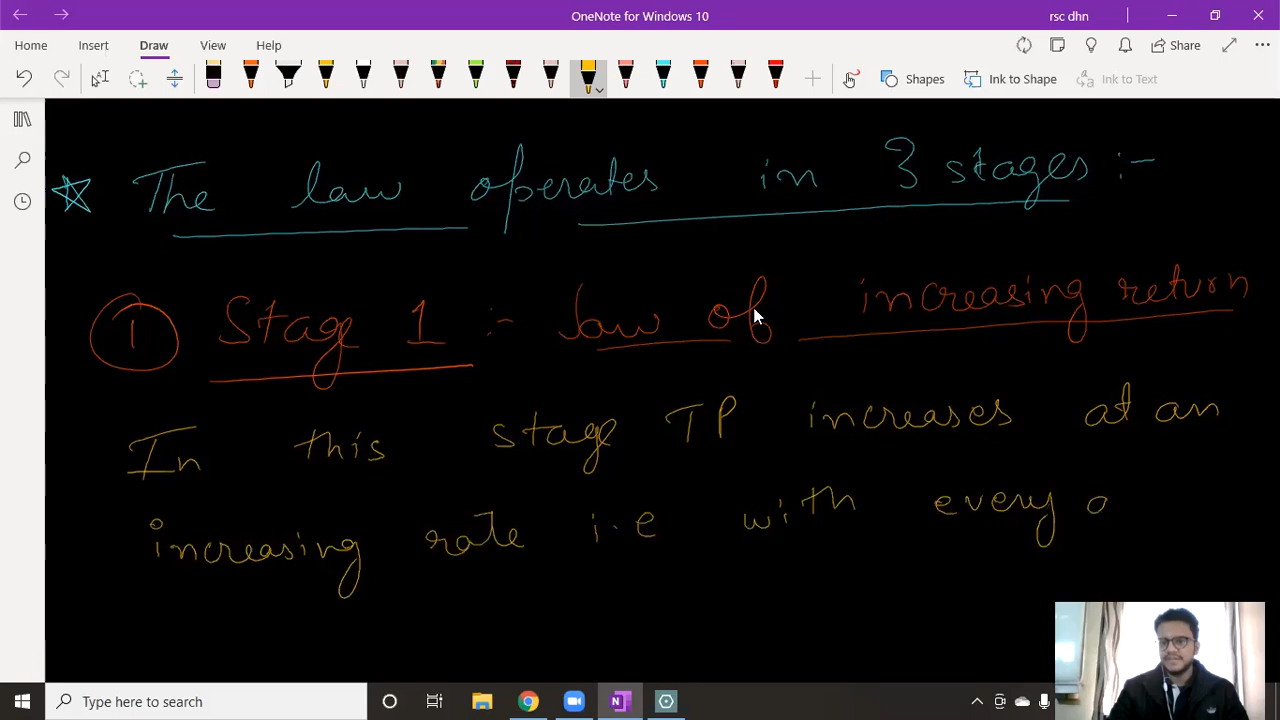 OneNote for Windows 10
rsc dhn
Home Insert Draw View Help
Share
Shapes Ink to Shape Ink to Text
The law operates in 3 stages :-
1 Stage 1 :- law of increasing return
In this stage TP increases at an
increasing rate i.e with every a
Type here to search